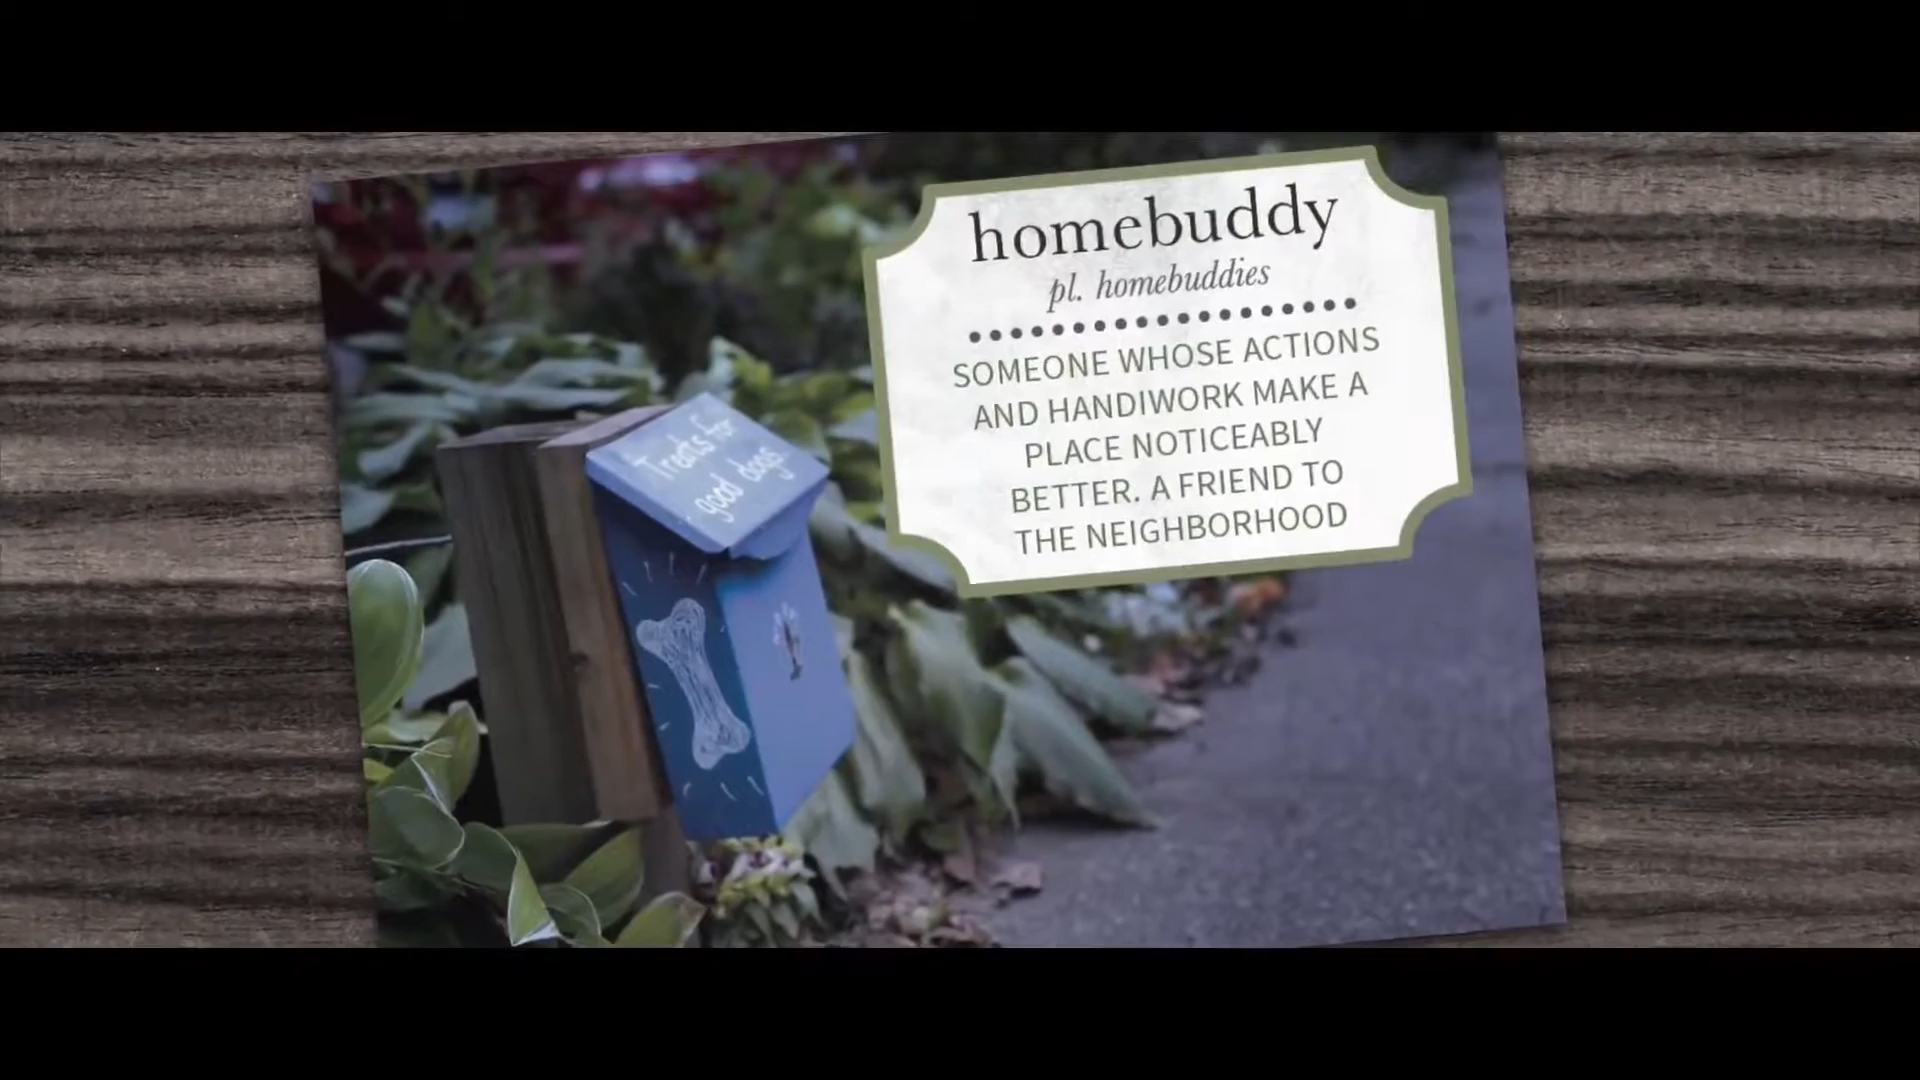 homebuddy
pl. homebuddies
SOMEONE WHOSE ACTIONS
AND HANDIWORK MAKE A
PLACE NOTICEABLY
BETTER. A FRIEND TO
THE NEIGHBORHOOD
Treats for
good dogs